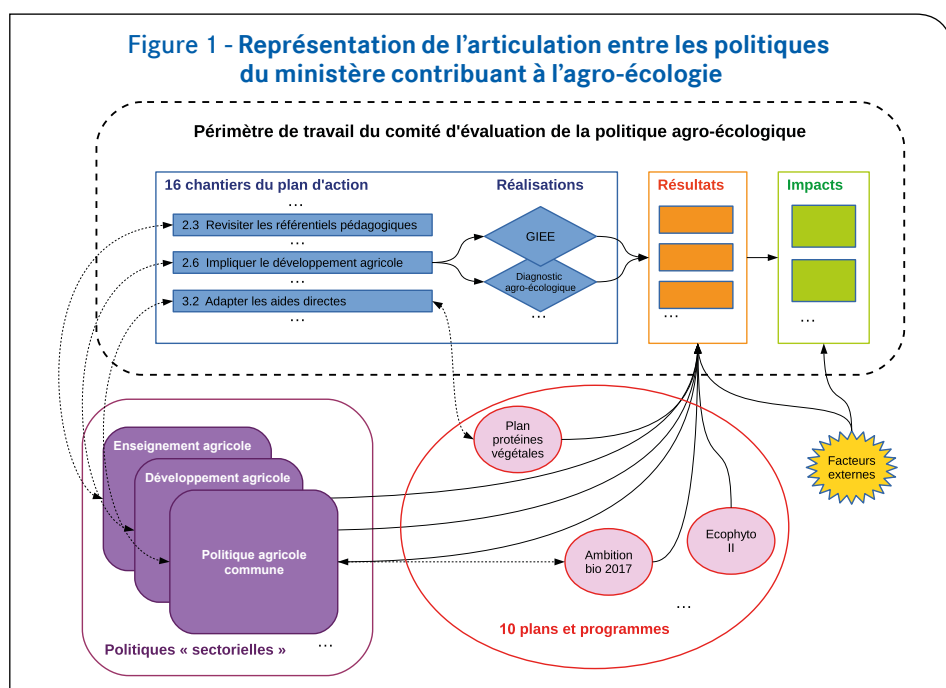 Figure 1 - Représentation de l'articulation entre les politiques
du ministère contribuant à l'agro-écologie
Périmètre de travail du comité d'évaluation de la politique agro-écologique
16 chantiers du plan d'action
...
2.3 Revisiter les référentiels pédagogiques
...
2.6 Impliquer le développement agricole
...
3.2 Adapter les aides directes
...
Réalisations
GIEE
Diagnostic
agro-écologique
...
Résultats
...
Impacts
...
Enseignement agricole
Développement agricole
Politique agricole
commune
...
Politiques « sectorielles »
Plan
protéines
végétales
Ambition
bio 2017
Ecophyto
II
...
10 plans et programmes
Facteurs
externes